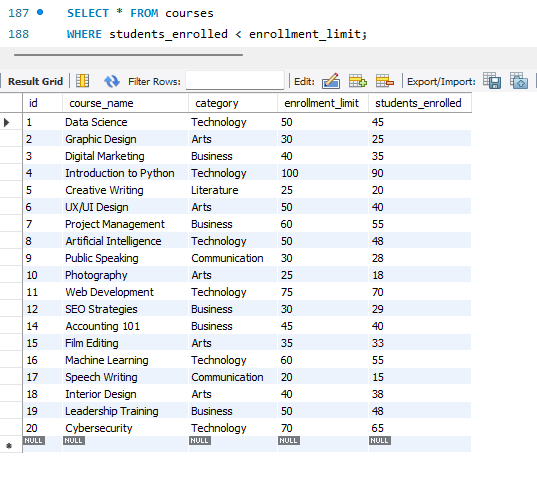 187 SELECT * FROM courses
188 WHERE students_enrolled < enrollment_limit;
Result Grid Filter Rows: Edit: Export/Import:
id course_name category enrollment_limit students_enrolled
1 Data Science Technology 50 45
2 Graphic Design Arts 30 25
3 Digital Marketing Business 40 35
4 Introduction to Python Technology 100 90
5 Creative Writing Literature 25 20
6 UX/UI Design Arts 50 40
7 Project Management Business 60 55
8 Artificial Intelligence Technology 50 48
9 Public Speaking Communication 30 28
10 Photography Arts 25 18
11 Web Development Technology 75 70
12 SEO Strategies Business 30 29
14 Accounting 101 Business 45 40
15 Film Editing Arts 35 33
16 Machine Learning Technology 60 55
17 Speech Writing Communication 20 15
18 Interior Design Arts 40 38
19 Leadership Training Business 50 48
20 Cybersecurity Technology 70 65
NULL NULL NULL NULL NULL